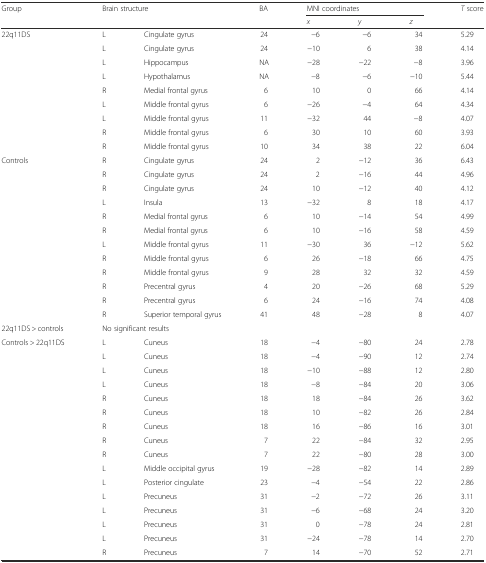 Group Brain structure BA MNI coordinates T score
x y z
22q11DS L Cingulate gyrus 24 −6 −6 34 5.29
L Cingulate gyrus 24 −10 6 38 4.14
L Hippocampus NA −28 −22 −8 3.96
L Hypothalamus NA −8 −6 −10 5.44
R Medial frontal gyrus 6 10 0 66 4.14
L Middle frontal gyrus 6 −26 −4 64 4.34
L Middle frontal gyrus 11 −32 44 −8 4.07
R Middle frontal gyrus 6 30 10 60 3.93
R Middle frontal gyrus 10 34 38 22 6.04
Controls R Cingulate gyrus 24 2 −12 36 6.43
R Cingulate gyrus 24 2 −16 44 4.96
R Cingulate gyrus 24 10 −12 40 4.12
L Insula 13 −32 8 18 4.17
R Medial frontal gyrus 6 10 −14 54 4.99
R Medial frontal gyrus 6 10 −16 58 4.59
L Middle frontal gyrus 11 −30 36 −12 5.62
R Middle frontal gyrus 6 26 −18 66 4.75
R Middle frontal gyrus 9 28 32 32 4.59
R Precentral gyrus 4 20 −26 68 5.29
R Precentral gyrus 6 24 −16 74 4.08
R Superior temporal gyrus 41 48 −28 8 4.07
22q11DS > controls No significant results
Controls > 22q11DS L Cuneus 18 −4 −80 24 2.78
L Cuneus 18 −4 −90 12 2.74
L Cuneus 18 −10 −88 12 2.80
L Cuneus 18 −8 −84 20 3.06
R Cuneus 18 18 −84 26 3.62
R Cuneus 18 10 −82 26 2.84
R Cuneus 18 16 −86 16 3.01
R Cuneus 7 22 −84 32 2.95
R Cuneus 7 22 −80 28 3.00
L Middle occipital gyrus 19 −28 −82 14 2.89
L Posterior cingulate 23 −4 −54 22 2.86
L Precuneus 31 −2 −72 26 3.11
L Precuneus 31 −6 −68 24 3.20
L Precuneus 31 0 −78 24 2.81
L Precuneus 31 −24 −78 14 2.70
R Precuneus 7 14 −70 52 2.71